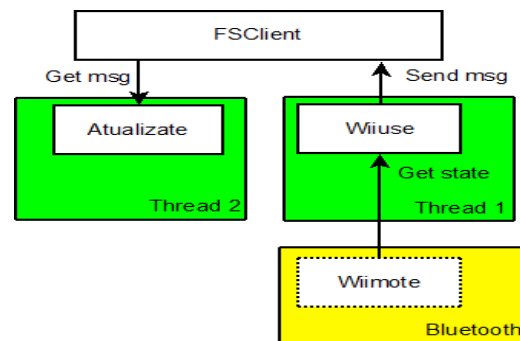 FSClient
Get msg
Send msg
Atualizate
Wiiuse
Get state
Thread 2
Thread 1
Wiimote
Bluetooth